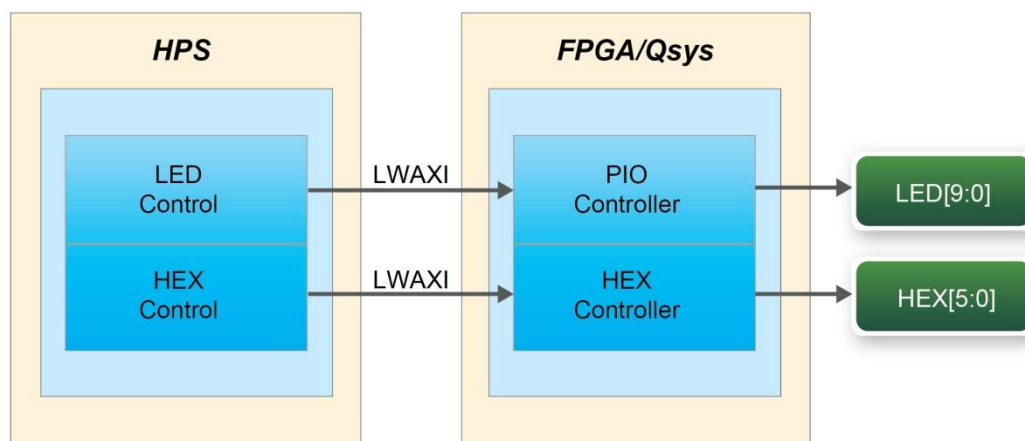 HPS
FPGA/Qsys
LED
Control
LWAXI
PIO
Controller
LED[9:0]
HEX
Control
LWAXI
HEX
Controller
HEX[5:0]